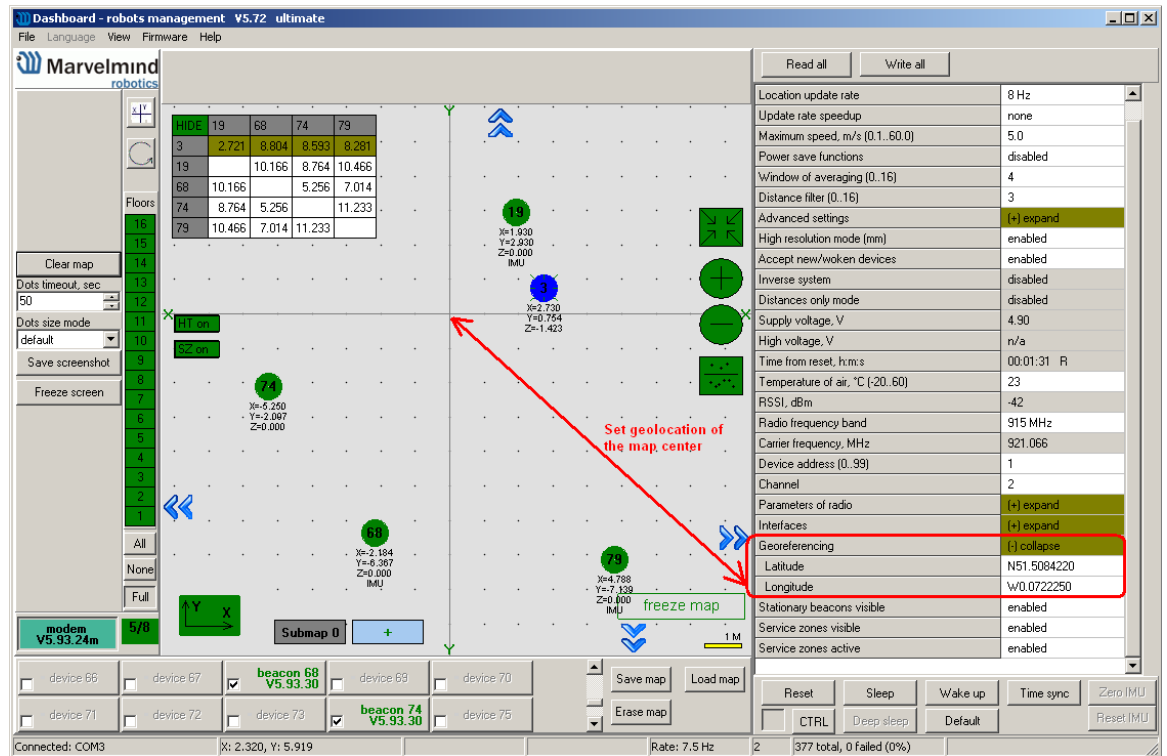 Dashboard - robots management V5.72 ultimate
File Language View Firmware Help
Marvelmind
robotics
Read all Write all
HIDE 19 68 74 79
3 2.721 8.804 8.593 8.281
19 10.166 8.764 10.466
68 10.166 5.256 7.014
74 8.764 5.256 11.233
79 10.466 7.014 11.233
Floors
16
15
14
13
12
11
10
9
8
7
6
5
4
3
2
1
All
None
Full
5/8
Clear map
Dots timeout, sec
50
Dots size mode
default
Save screenshot
Freeze screen
modem
V5.93.24m
HT on
SZ on
Y
X
X
Y
19
X=1.930
Y=2.930
Z=0.000
IMU
3
X=2.730
Y=0.754
Z=-1.423
74
X=-5.250
Y=-2.097
Z=0.000
Set geolocation of
the map center
68
X=-2.184
Y=-6.367
Z=0.000
IMU
79
X=4.788
Y=-7.139
Z=0.000
IMU
freeze map
Y X
Submap 0 +
1 M
Location update rate 8 Hz
Update rate speedup none
Maximum speed, m/s (0.1..60.0) 5.0
Power save functions disabled
Window of averaging (0..16) 4
Distance filter (0..16) 3
Advanced settings (+) expand
High resolution mode (mm) enabled
Accept new/woken devices enabled
Inverse system disabled
Distances only mode disabled
Supply voltage, V 4.90
High voltage, V n/a
Time from reset, h:m:s 00:01:31 R
Temperature of air, °C (-20..60) 23
RSSI, dBm -42
Radio frequency band 915 MHz
Carrier frequency, MHz 921.066
Device address (0..99) 1
Channel 2
Parameters of radio (+) expand
Interfaces (+) expand
Georeferencing (-) collapse
Latitude N51.5084220
Longitude W0.0722250
Stationary beacons visible enabled
Service zones visible enabled
Service zones active enabled
device 66 device 67 beacon 68 V5.93.30 device 69 device 70
device 71 device 72 device 73 beacon 74 V5.93.30 device 75
Save map Load map
Erase map
Reset Sleep Wake up Time sync Zero IMU
CTRL Deep sleep Default Reset IMU
Connected: COM3 X: 2.320, Y: 5.919 Rate: 7.5 Hz 2 377 total, 0 failed (0%)